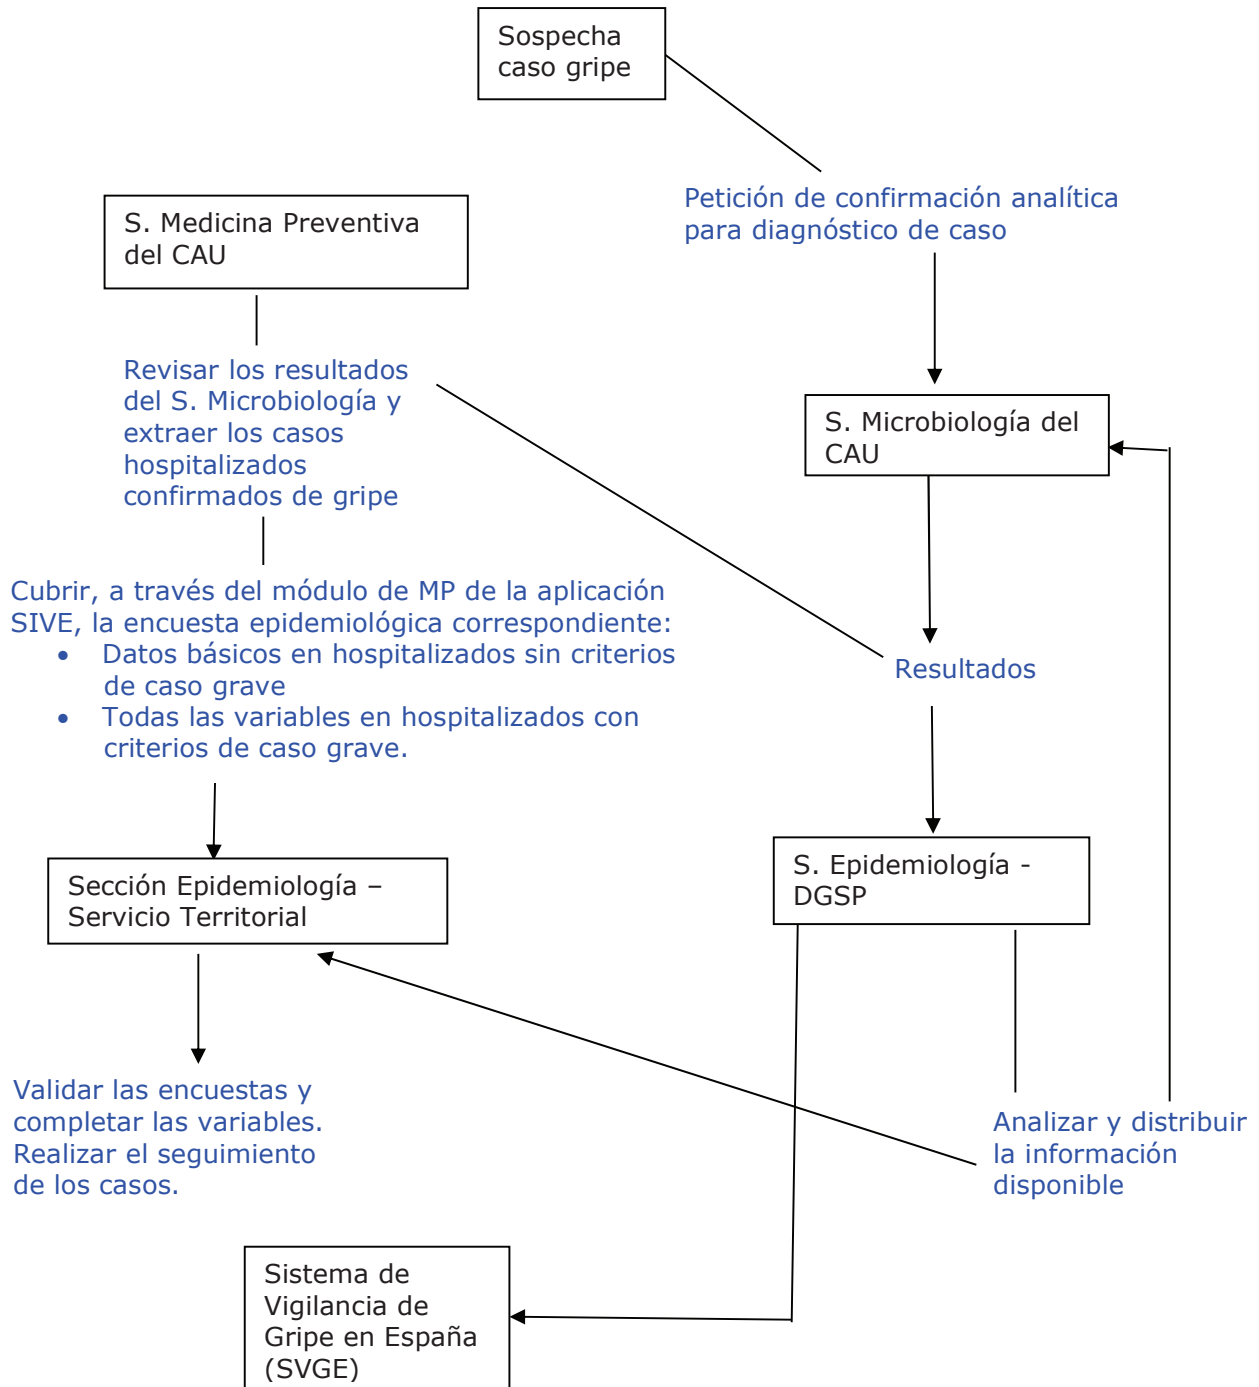 Sospecha
caso gripe
Petición de confirmación analítica
para diagnóstico de caso
S. Medicina Preventiva
del CAU
Revisar los resultados
del S. Microbiología y
extraer los casos
hospitalizados
confirmados de gripe
S. Microbiología del
CAU
Cubrir, a través del módulo de MP de la aplicación
SIVE, la encuesta epidemiológica correspondiente:
• Datos básicos en hospitalizados sin criterios
de caso grave
• Todas las variables en hospitalizados con
criterios de caso grave.
Resultados
Sección Epidemiología –
Servicio Territorial
S. Epidemiología -
DGSP
Validar las encuestas y
completar las variables.
Realizar el seguimiento
de los casos.
Analizar y distribuir
la información
disponible
Sistema de
Vigilancia de
Gripe en España
(SVGE)